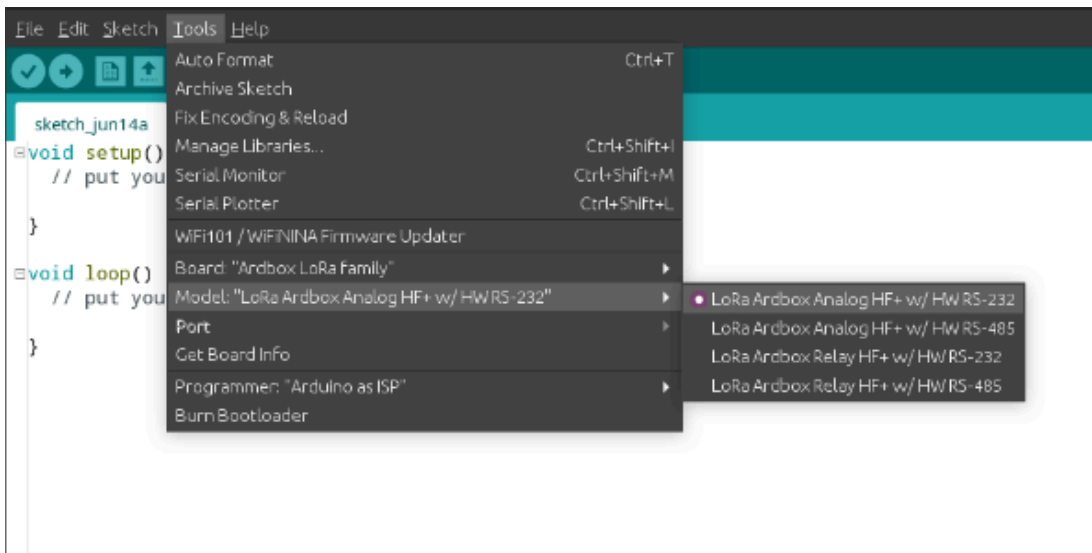 File Edit Sketch Tools Help
Auto Format Ctrl+T
Archive Sketch
sketch_jun14a
Fix Encoding & Reload
void setup()
Manage Libraries... Ctrl+Shift+I
// put you
Serial Monitor Ctrl+Shift+M
Serial Plotter Ctrl+Shift+L
}
WiFi101 / WiFiNINA Firmware Updater
void loop()
Board: "Ardbox LoRa family"
// put you
Model: "LoRa Ardbox Analog HF+ w/ HW RS-232"
LoRa Ardbox Analog HF+ w/ HW RS-232
Port
LoRa Ardbox Analog HF+ w/ HW RS-485
}
Get Board Info
LoRa Ardbox Relay HF+ w/ HW RS-232
Programmer: "Arduino as ISP"
LoRa Ardbox Relay HF+ w/ HW RS-485
Burn Bootloader